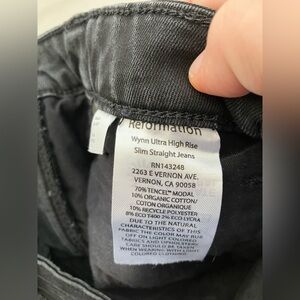 Reformation
Wynn Ultra High Rise
Slim Straight Jeans
RN143248
2263 E VERNON AVE.
VERNON, CA 90058
70% TENCEL™ MODAL
10% ORGANIC COTTON/
COTTON ORGANIQUE
10% RECYCLE POLYESTER
8% ECO T400 2% ECO LYCRA
DUE TO THE NATURAL
CHARACTERISTICS OF THIS
FABRIC THE COLOR MAY RUB
OFF ON LIGHT COLORED
FABRICS AND UPHOLSTERY
CARE SHOULD BE TAKEN
WHEN WEARING WITH LIGHT
COLORED FORMATION